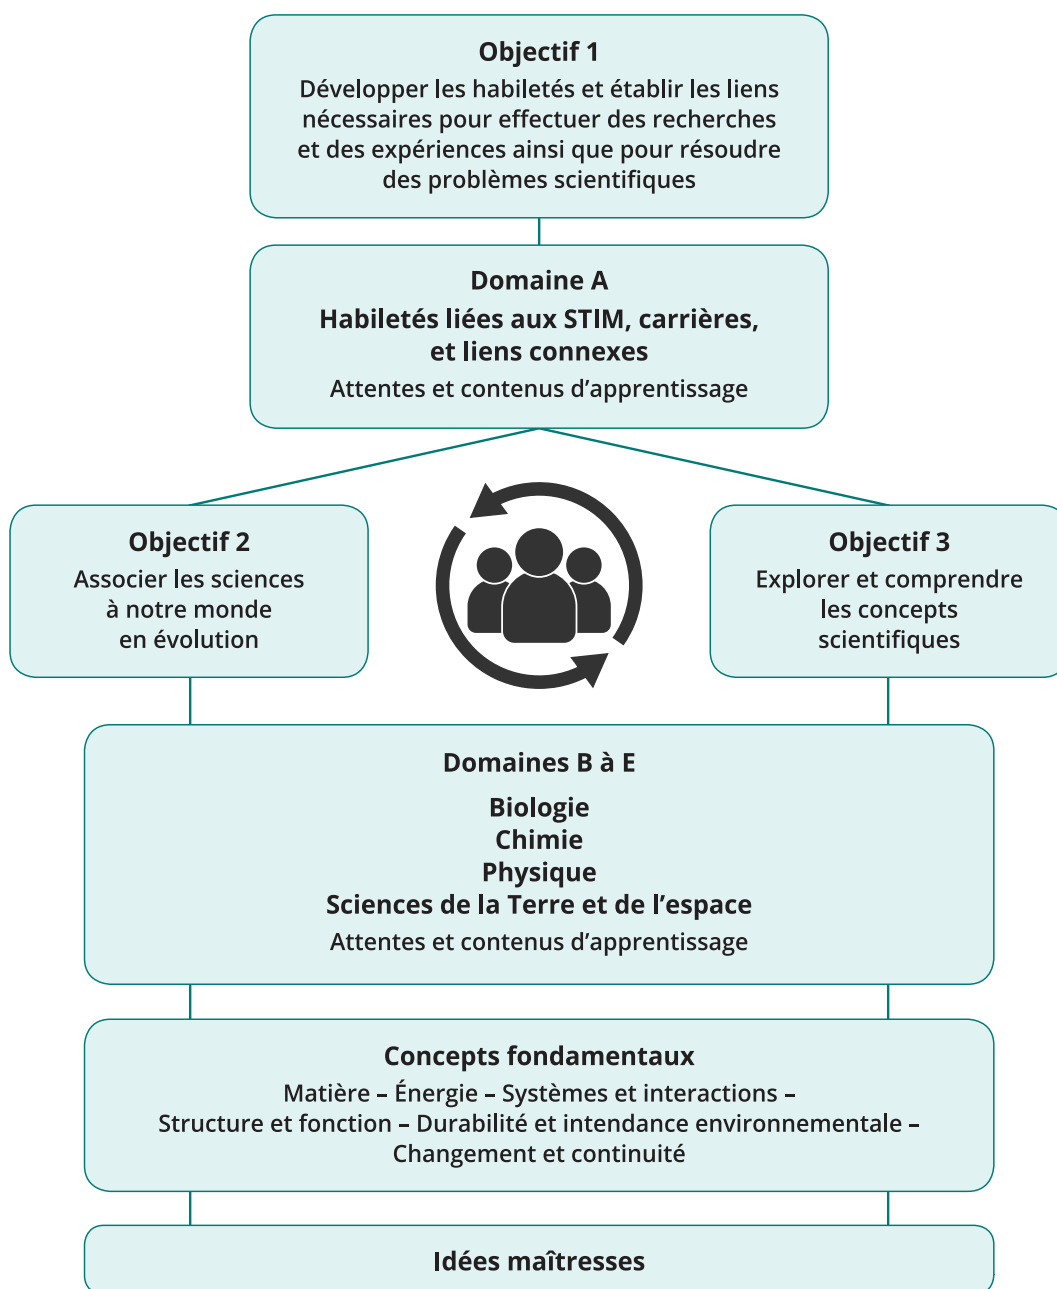 Objectif 1
Développer les habiletés et établir les liens
nécessaires pour effectuer des recherches
et des expériences ainsi que pour résoudre
des problèmes scientifiques
Domaine A
Habiletés liées aux STIM, carrières,
et liens connexes
Attentes et contenus d’apprentissage
Objectif 2
Associer les sciences
à notre monde
en évolution
Objectif 3
Explorer et comprendre
les concepts
scientifiques
Domaines B à E
Biologie
Chimie
Physique
Sciences de la Terre et de l’espace
Attentes et contenus d’apprentissage
Concepts fondamentaux
Matière – Énergie – Systèmes et interactions –
Structure et fonction – Durabilité et intendance environnementale –
Changement et continuité
Idées maîtresses